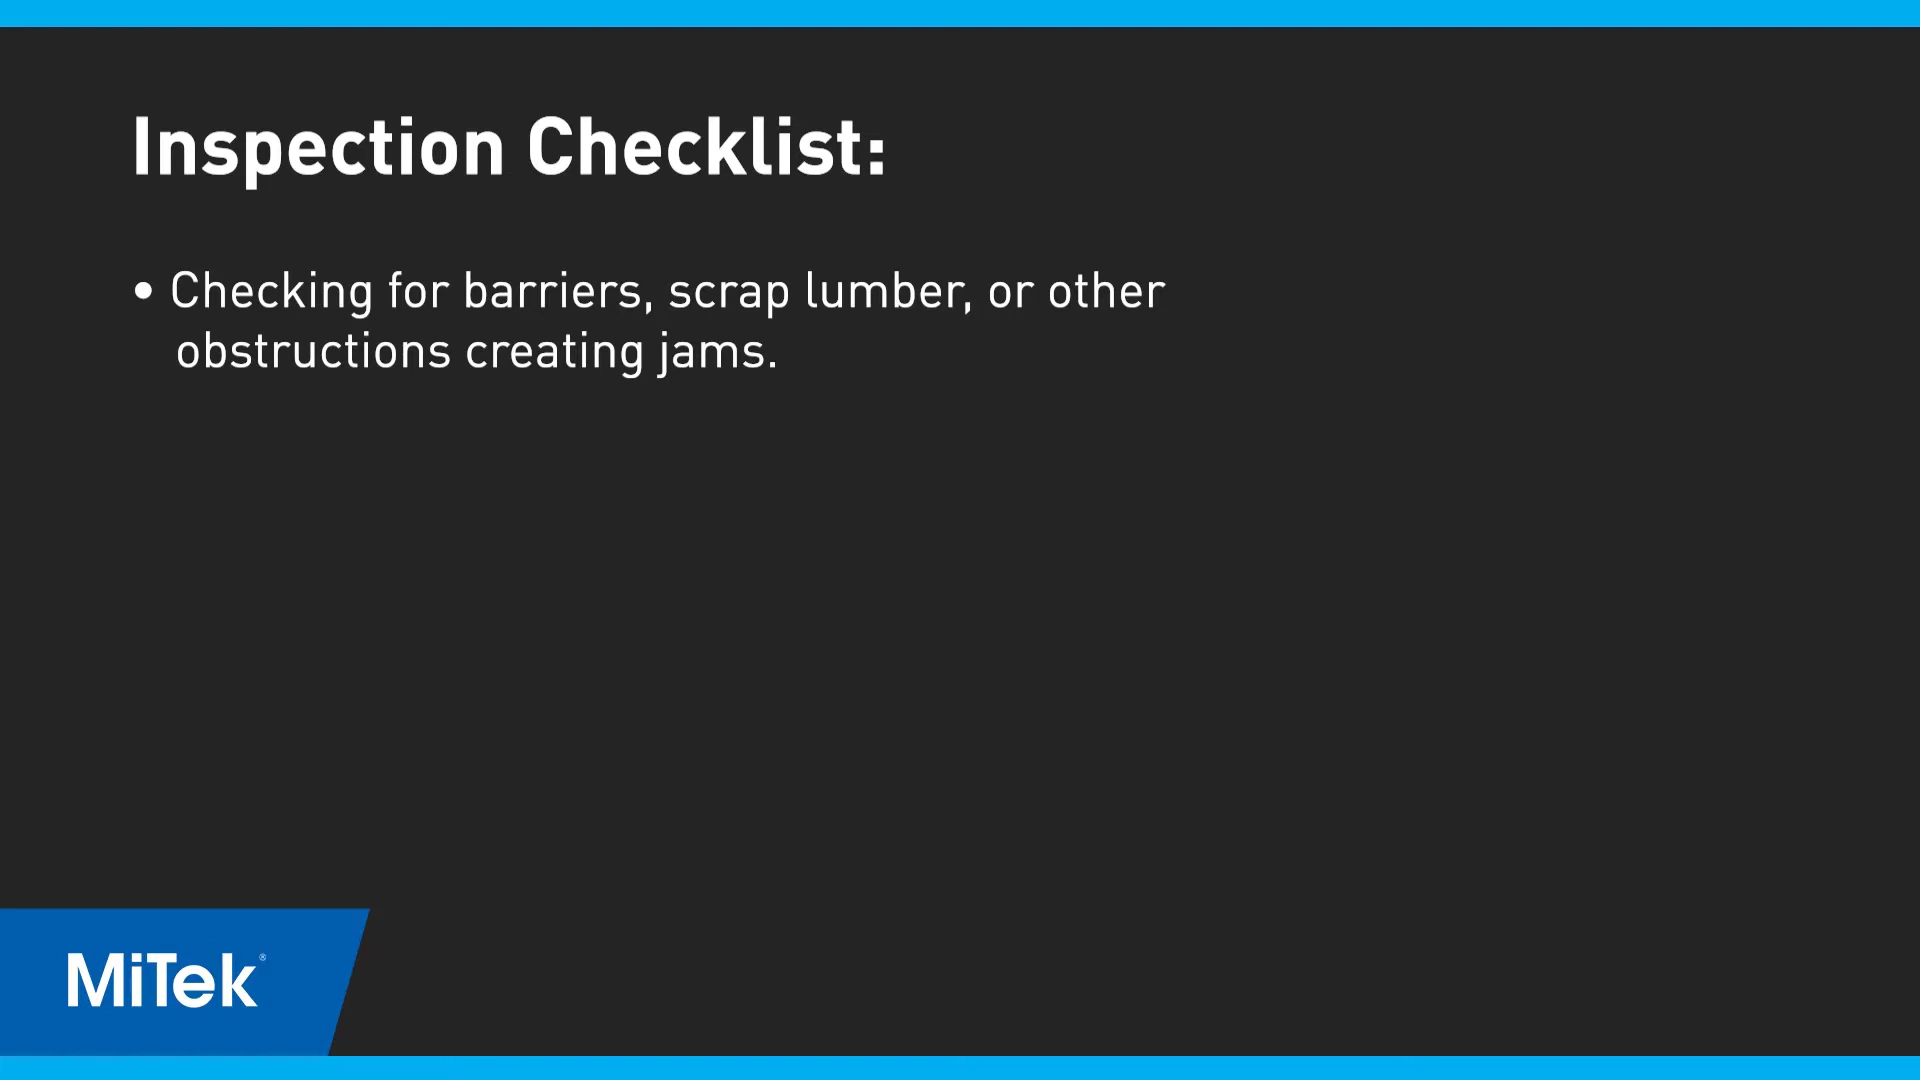 Inspection Checklist:
• Checking for barriers, scrap lumber, or other
obstructions creating jams.
MiTek®